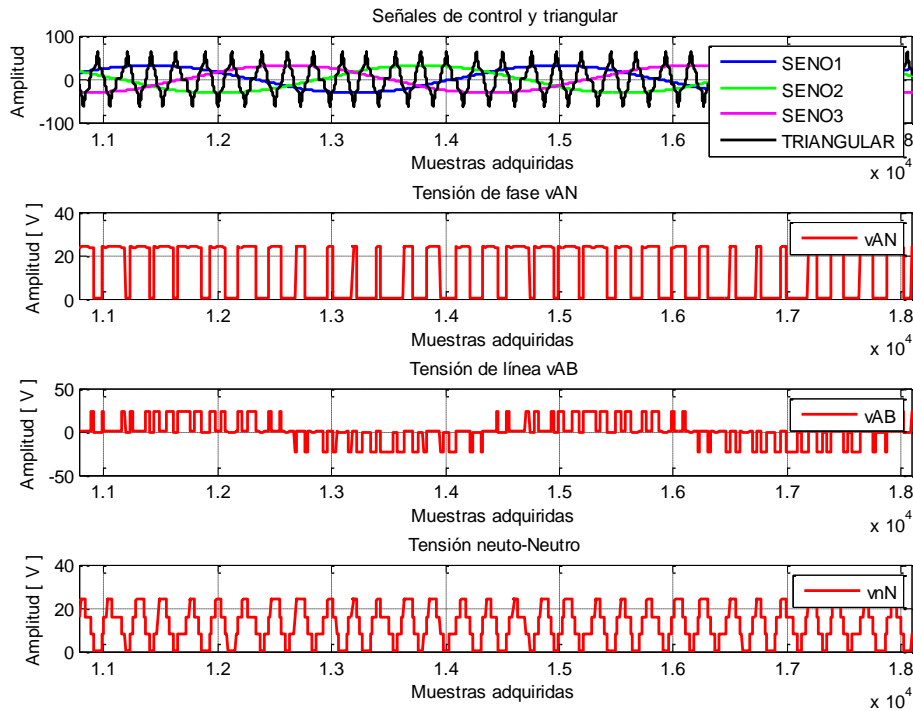 Señales de control y triangular
Amplitud
100
0
-100
SENO1
SENO2
SENO3
TRIANGULAR
1.1 1.2 1.3 1.4 1.5 1.6 1.7 1.8
Muestras adquiridas
x 10^4
Tensión de fase vAN
Amplitud [ V ]
40
20
0
vAN
1.1 1.2 1.3 1.4 1.5 1.6 1.7 1.8
Muestras adquiridas
x 10^4
Tensión de línea vAB
Amplitud [ V ]
50
0
-50
vAB
1.1 1.2 1.3 1.4 1.5 1.6 1.7 1.8
Muestras adquiridas
x 10^4
Tensión neuto-Neutro
Amplitud [ V ]
40
20
0
vnN
1.1 1.2 1.3 1.4 1.5 1.6 1.7 1.8
Muestras adquiridas
x 10^4